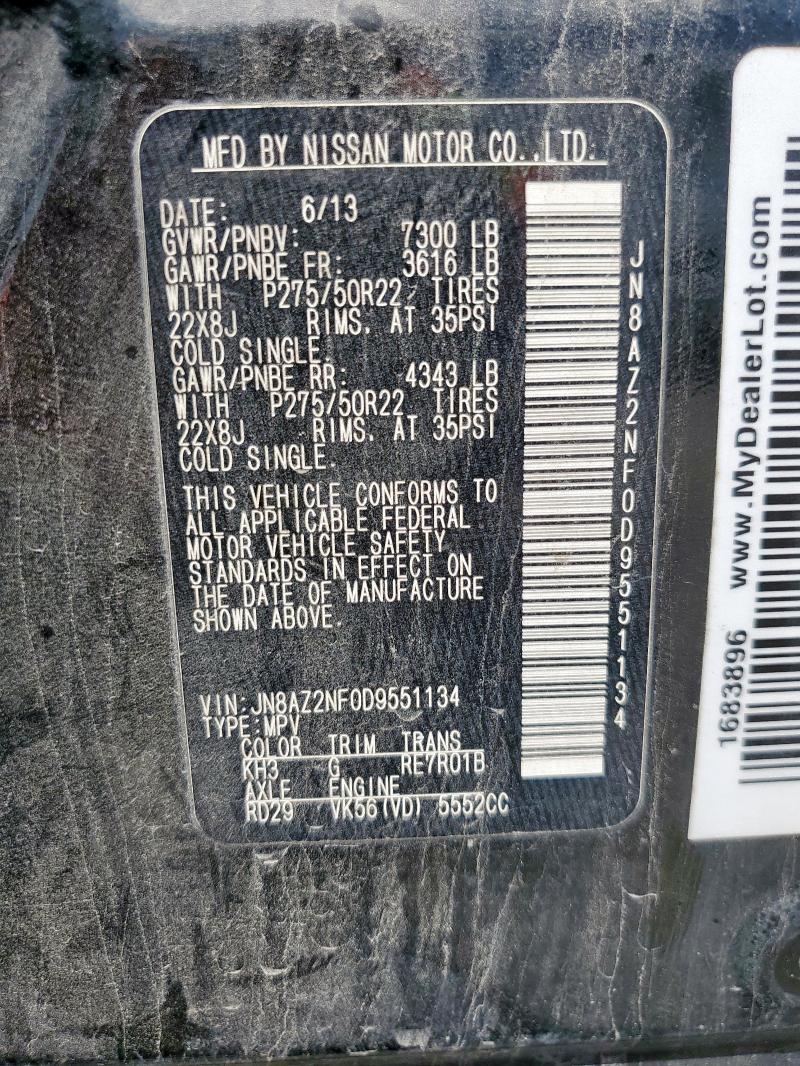 MFD BY NISSAN MOTOR CO.,LTD.
DATE: 6/13
GVWR/PNBV: 7300 LB
GAWR/PNBE FR: 3616 LB
WITH P275/50R22 TIRES
22X8J RIMS. AT 35PSI
COLD SINGLE.
GAWR/PNBE RR: 4343 LB
WITH P275/50R22 TIRES
22X8J RIMS. AT 35PSI
COLD SINGLE.
THIS VEHICLE CONFORMS TO
ALL APPLICABLE FEDERAL
MOTOR VEHICLE SAFETY
STANDARDS IN EFFECT ON
THE DATE OF MANUFACTURE
SHOWN ABOVE.
VIN:JN8AZ2NF0D9551134
TYPE:MPV
COLOR TRIM TRANS
KH3 G RE7R01B
AXLE ENGINE
RD29 VK56(VD) 5552CC
JN8AZ2NF0D9551134
1683896 www.MyDealerLot.com